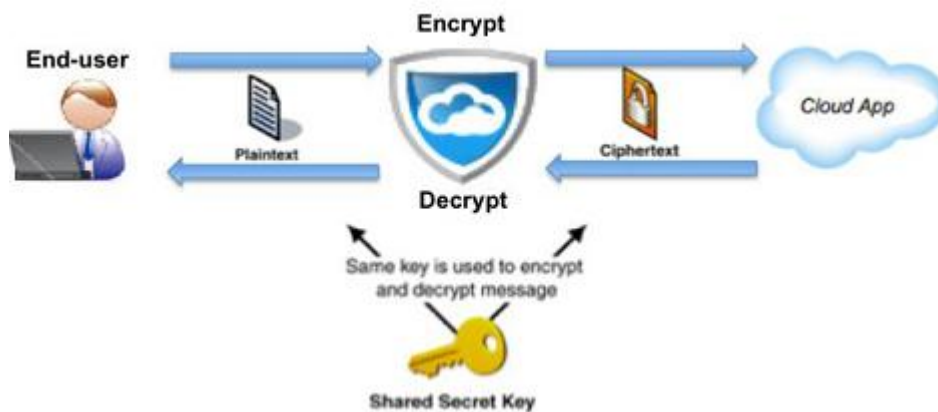 Encrypt
End-user
Plaintext
Ciphertext
Cloud App
Decrypt
Same key is used to encrypt
and decrypt message
Shared Secret Key